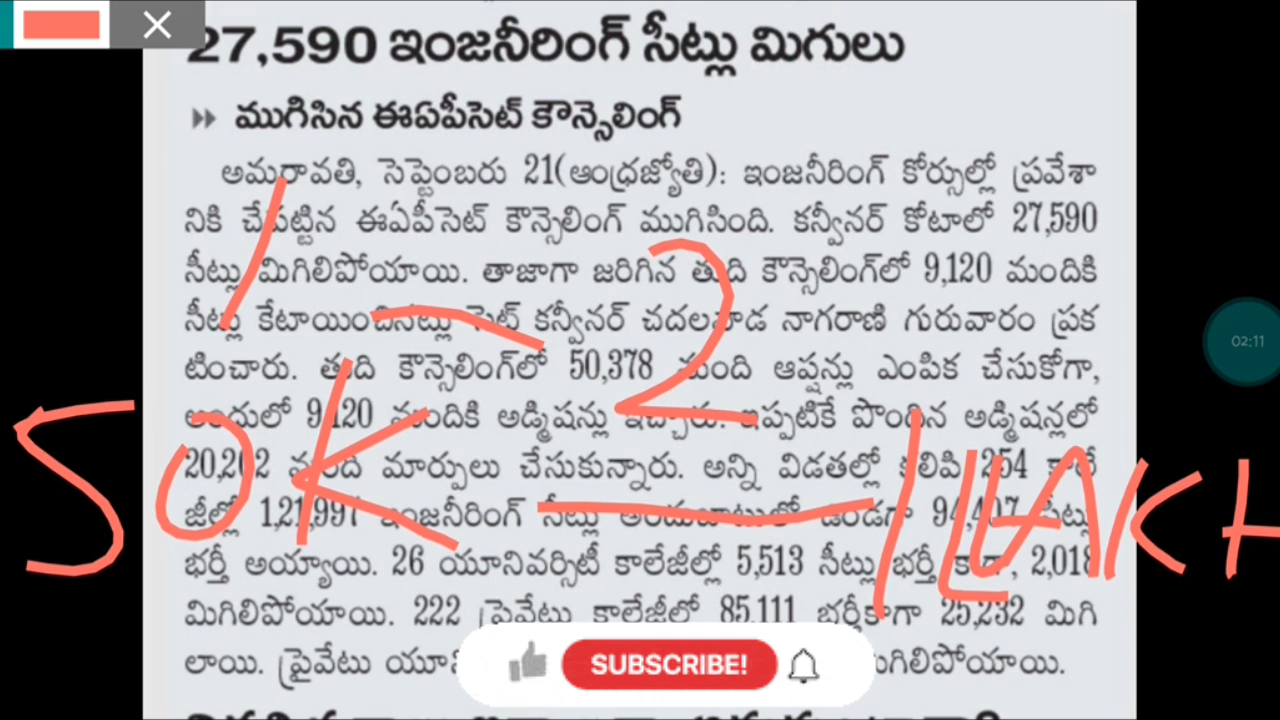 27,590 ఇంజనీరింగ్ సీట్లు మిగులు
ముగిసిన ఈఏపీసెట్ కౌన్సెలింగ్
అమరావతి, సెప్టెంబరు 21(ఆంధ్రజ్యోతి): ఇంజనీరింగ్ కోర్సుల్లో ప్రవేశా
నికి చేపట్టిన ఈఏపీసెట్ కౌన్సెలింగ్ ముగిసింది. కన్వీనర్ కోటాలో 27,590
సీట్లు మిగిలిపోయాయి. తాజాగా జరిగిన తుది కౌన్సెలింగ్‌లో 9,120 మందికి
సీట్లు కేటాయించినట్లు సెట్ కన్వీనర్ చదలవాడ నాగరాణి గురువారం ప్రక
టించారు. తుది కౌన్సెలింగ్‌లో 50,378 మంది ఆప్షన్లు ఎంపిక చేసుకోగా,
అందులో 9,120 మందికి అడ్మిషన్లు ఇచ్చారు. ఇప్పటికే పొందిన అడ్మిషన్లలో
20,202 మంది మార్పులు చేసుకున్నారు. అన్ని విడతల్లో కలిపి 254 కాలే
జీల్లో 1,21,997 ఇంజనీరింగ్ సీట్లు అందుబాటులో ఉండగా 94,407 సీట్లు
భర్తీ అయ్యాయి. 26 యూనివర్సిటీ కాలేజీల్లో 5,513 సీట్లు భర్తీ కాగా, 2,018
మిగిలిపోయాయి. 222 ప్రైవేటు కాలేజీల్లో 85,111 భర్తీకాగా 25,232 మిగి
లాయి. ప్రైవేటు మిగిలిపోయాయి.
1 - 2
50K - 1 LAKH
SUBSCRIBE!
02:11